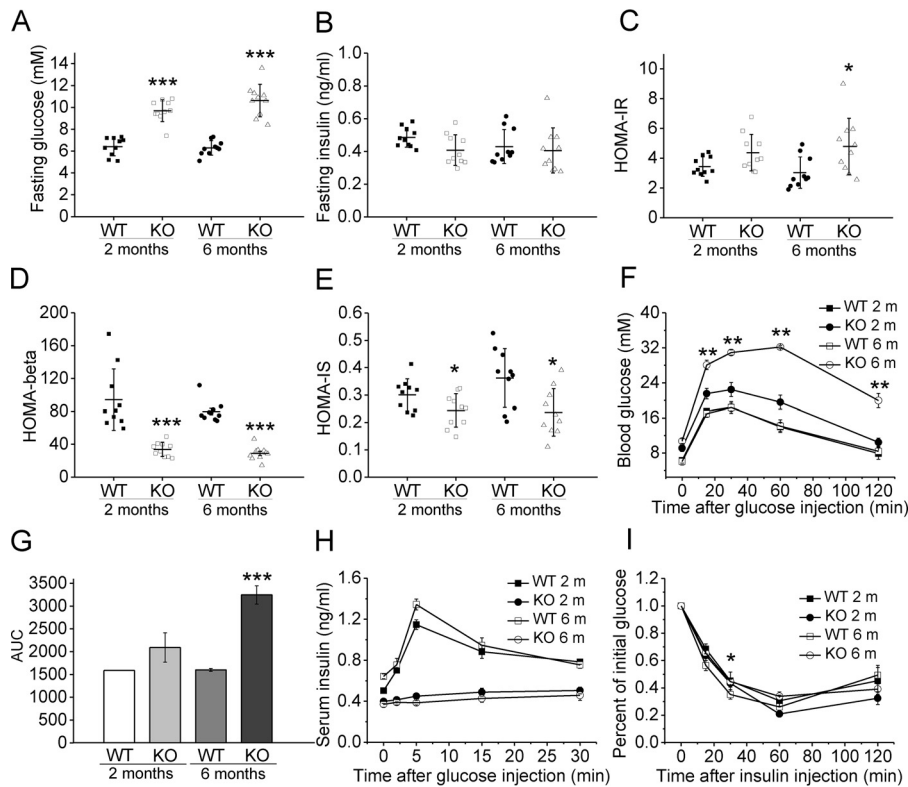 A
Fasting glucose (mM)
16
14
12
10
8
6
4
2
0
***
***
WT KO WT KO
2 months 6 months
B
Fasting insulin (ng/ml)
1.0
0.8
0.6
0.4
0.2
0.0
WT KO WT KO
2 months 6 months
C
HOMA-IR
10
8
6
4
2
0
*
WT KO WT KO
2 months 6 months
D
HOMA-beta
200
160
120
80
40
0
***
***
WT KO WT KO
2 months 6 months
E
HOMA-IS
0.6
0.5
0.4
0.3
0.2
0.1
0.0
*
*
WT KO WT KO
2 months 6 months
F
Blood glucose (mM)
40
32
24
16
8
** ** ** **
WT 2 m
KO 2 m
WT 6 m
KO 6 m
0 20 40 60 80 100 120
Time after glucose injection (min)
G
AUC
3500
3000
2500
2000
1500
1000
500
0
***
WT KO WT KO
2 months 6 months
H
Serum insulin (ng/ml)
1.6
1.2
0.8
0.4
0.0
WT 2 m
KO 2 m
WT 6 m
KO 6 m
0 5 10 15 20 25 30
Time after glucose injection (min)
I
Percent of initial glucose
1.2
1.0
0.8
0.6
0.4
0.2
0.0
*
WT 2 m
KO 2 m
WT 6 m
KO 6 m
0 20 40 60 80 100 120
Time after insulin injection (min)